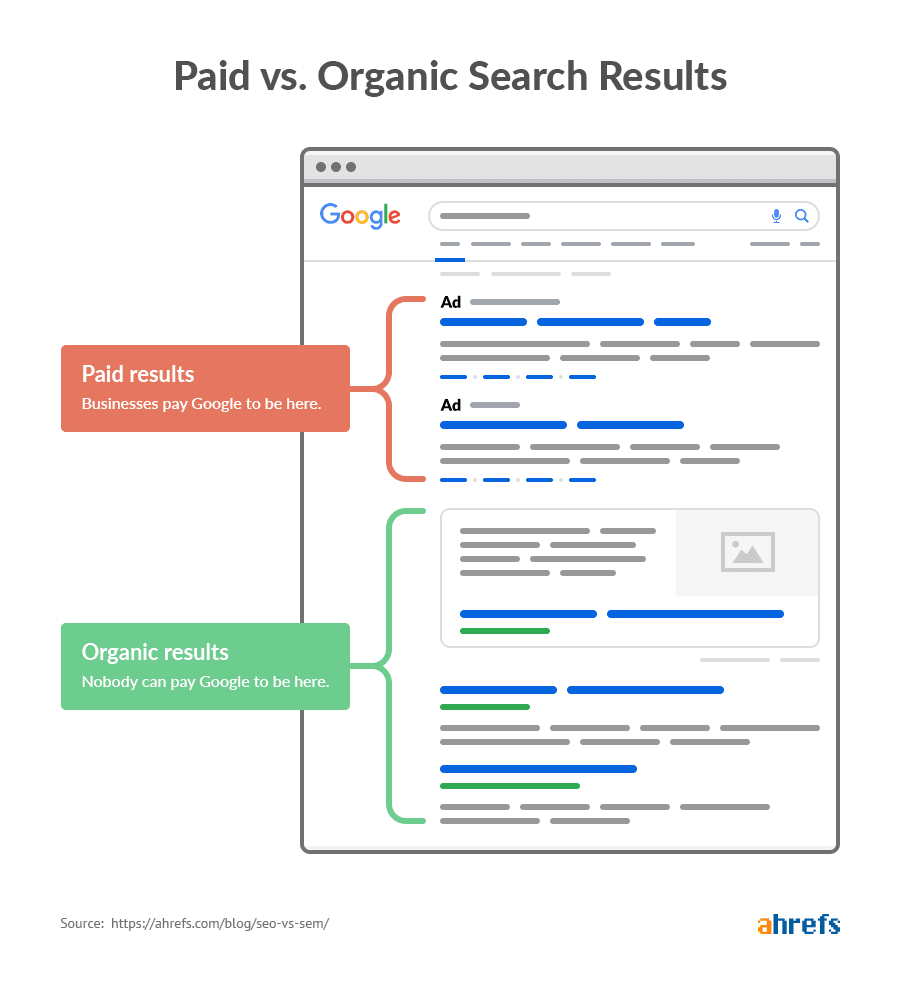 Paid vs. Organic Search Results
Google
Ad
Paid results
Businesses pay Google to be here.
Ad
Organic results
Nobody can pay Google to be here.
Source: https://ahrefs.com/blog/seo-vs-sem/
ahrefs